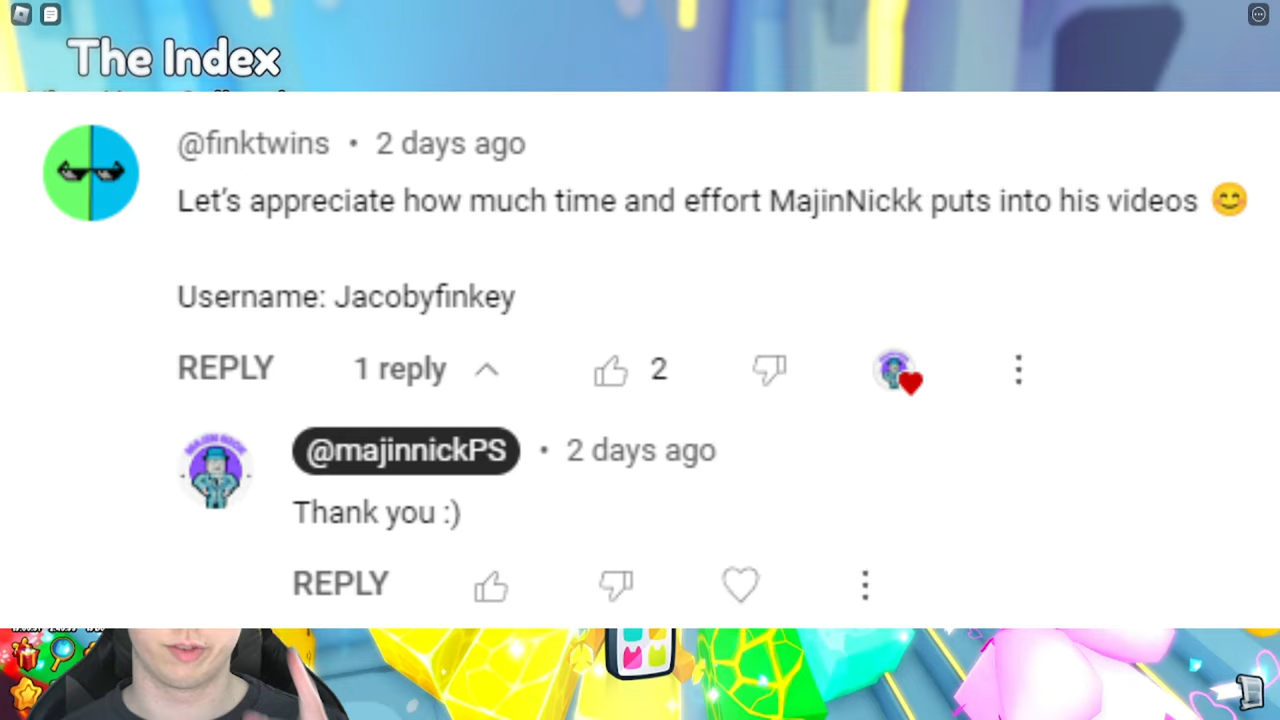 The Index
@finktwins • 2 days ago
Let's appreciate how much time and effort MajinNickk puts into his videos 😊
Username: Jacobyfinkey
REPLY 1 reply 2
@majinnickPS • 2 days ago
Thank you :)
REPLY